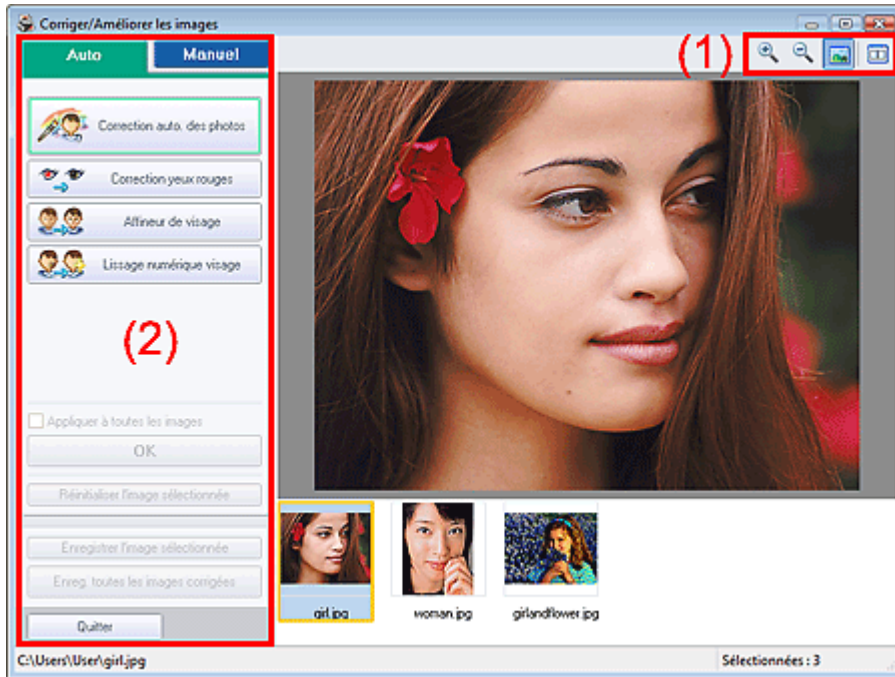 Corriger/Améliorer les images
Auto Manuel
(1)
Correction auto. des photos
Correction yeux rouges
Affineur de visage
Lissage numérique visage
(2)
Appliquer à toutes les images
OK
Réinitialiser l'image sélectionnée
Enregistrer l'image sélectionnée
Enreg. toutes les images corrigées
Quitter
girl.jpg woman.jpg girlandflower.jpg
C:\Users\User\girl.jpg Sélectionnées : 3